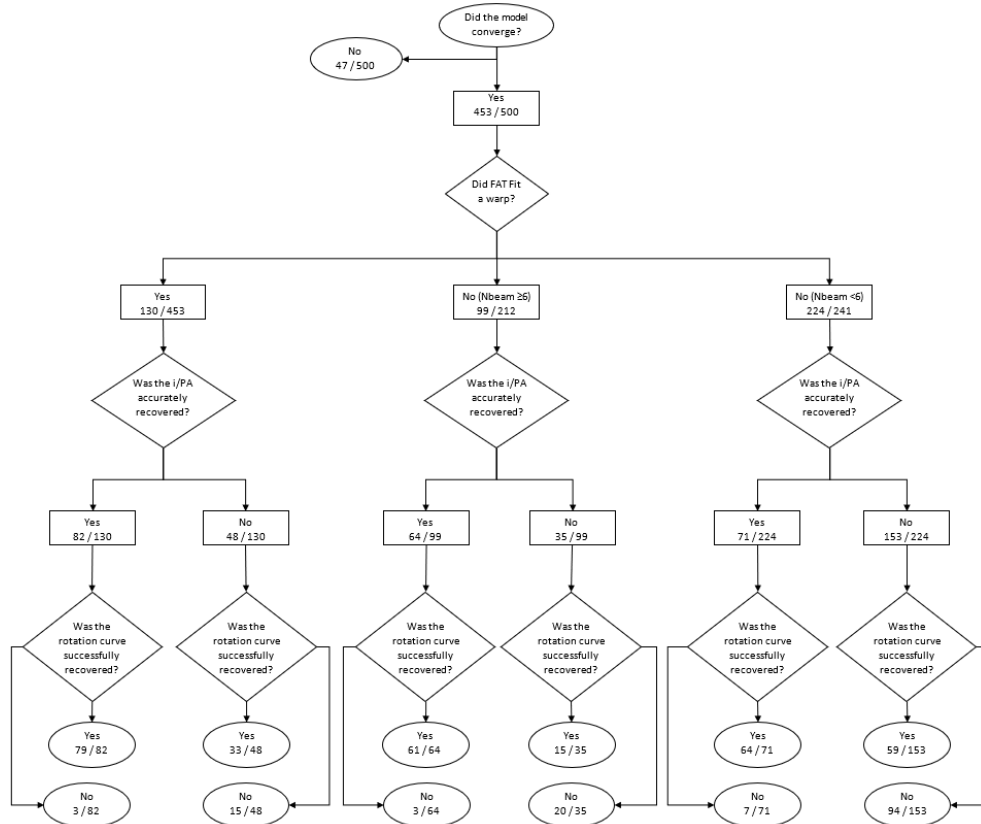 Did the model
converge?
No
47 / 500
Yes
453 / 500
Did FAT Fit
a warp?
Yes
130 / 453
No (Nbeam ≥6)
99 / 212
No (Nbeam <6)
224 / 241
Was the i/PA
accurately
recovered?
Was the i/PA
accurately
recovered?
Was the i/PA
accurately
recovered?
Yes
82 / 130
No
48 / 130
Yes
64 / 99
No
35 / 99
Yes
71 / 224
No
153 / 224
Was the
rotation curve
successfully
recovered?
Was the
rotation curve
successfully
recovered?
Was the
rotation curve
successfully
recovered?
Was the
rotation curve
successfully
recovered?
Was the
rotation curve
successfully
recovered?
Was the
rotation curve
successfully
recovered?
Yes
79 / 82
Yes
33 / 48
Yes
61 / 64
Yes
15 / 35
Yes
64 / 71
Yes
59 / 153
No
3 / 82
No
15 / 48
No
3 / 64
No
20 / 35
No
7 / 71
No
94 / 153